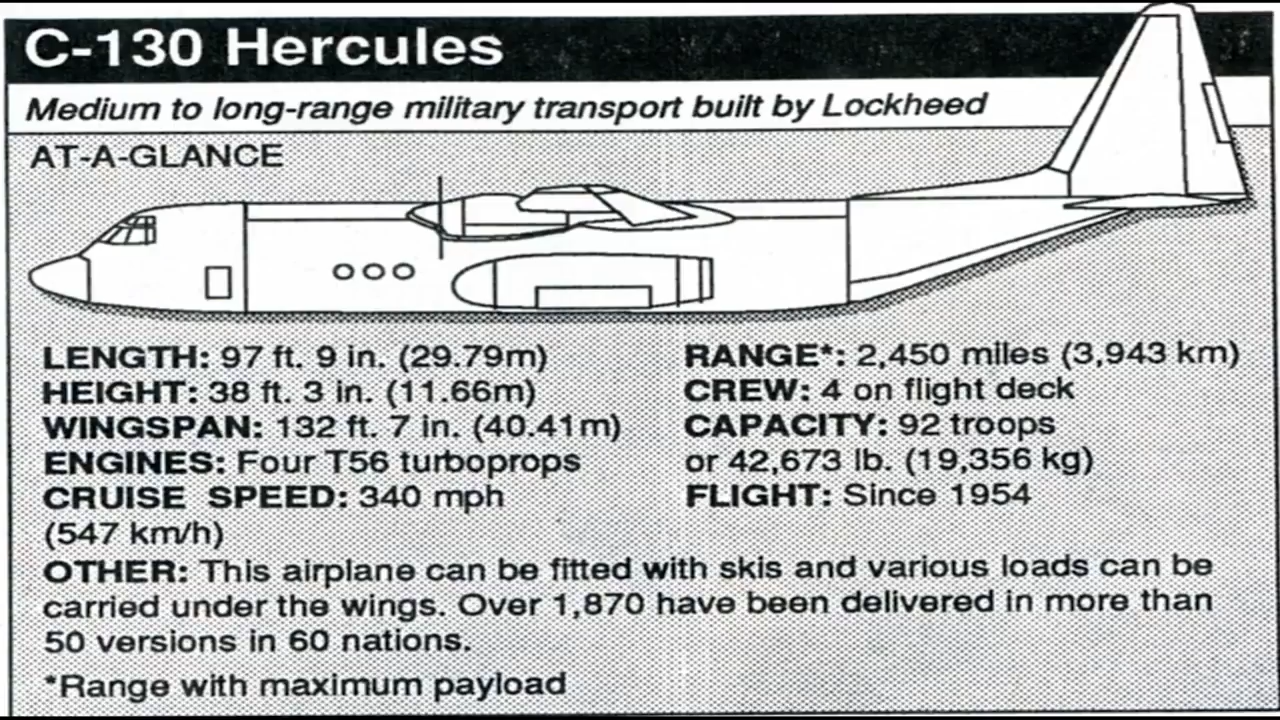 C-130 Hercules
Medium to long-range military transport built by Lockheed
AT-A-GLANCE
LENGTH: 97 ft. 9 in. (29.79m)
HEIGHT: 38 ft. 3 in. (11.66m)
WINGSPAN: 132 ft. 7 in. (40.41m)
ENGINES: Four T56 turboprops
CRUISE SPEED: 340 mph
(547 km/h)
RANGE*: 2,450 miles (3,943 km)
CREW: 4 on flight deck
CAPACITY: 92 troops
or 42,673 lb. (19,356 kg)
FLIGHT: Since 1954
OTHER: This airplane can be fitted with skis and various loads can be
carried under the wings. Over 1,870 have been delivered in more than
50 versions in 60 nations.
*Range with maximum payload